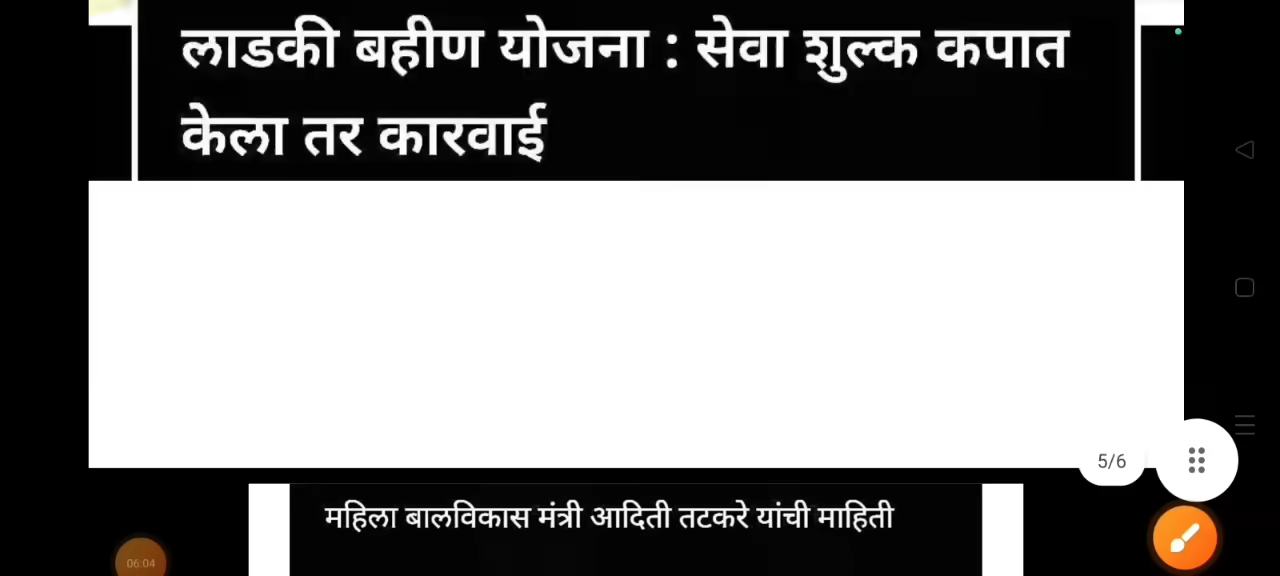 लाडकी बहीण योजना : सेवा शुल्क कपात
केला तर कारवाई
5/6
महिला बालविकास मंत्री आदिती तटकरे यांची माहिती
06:04